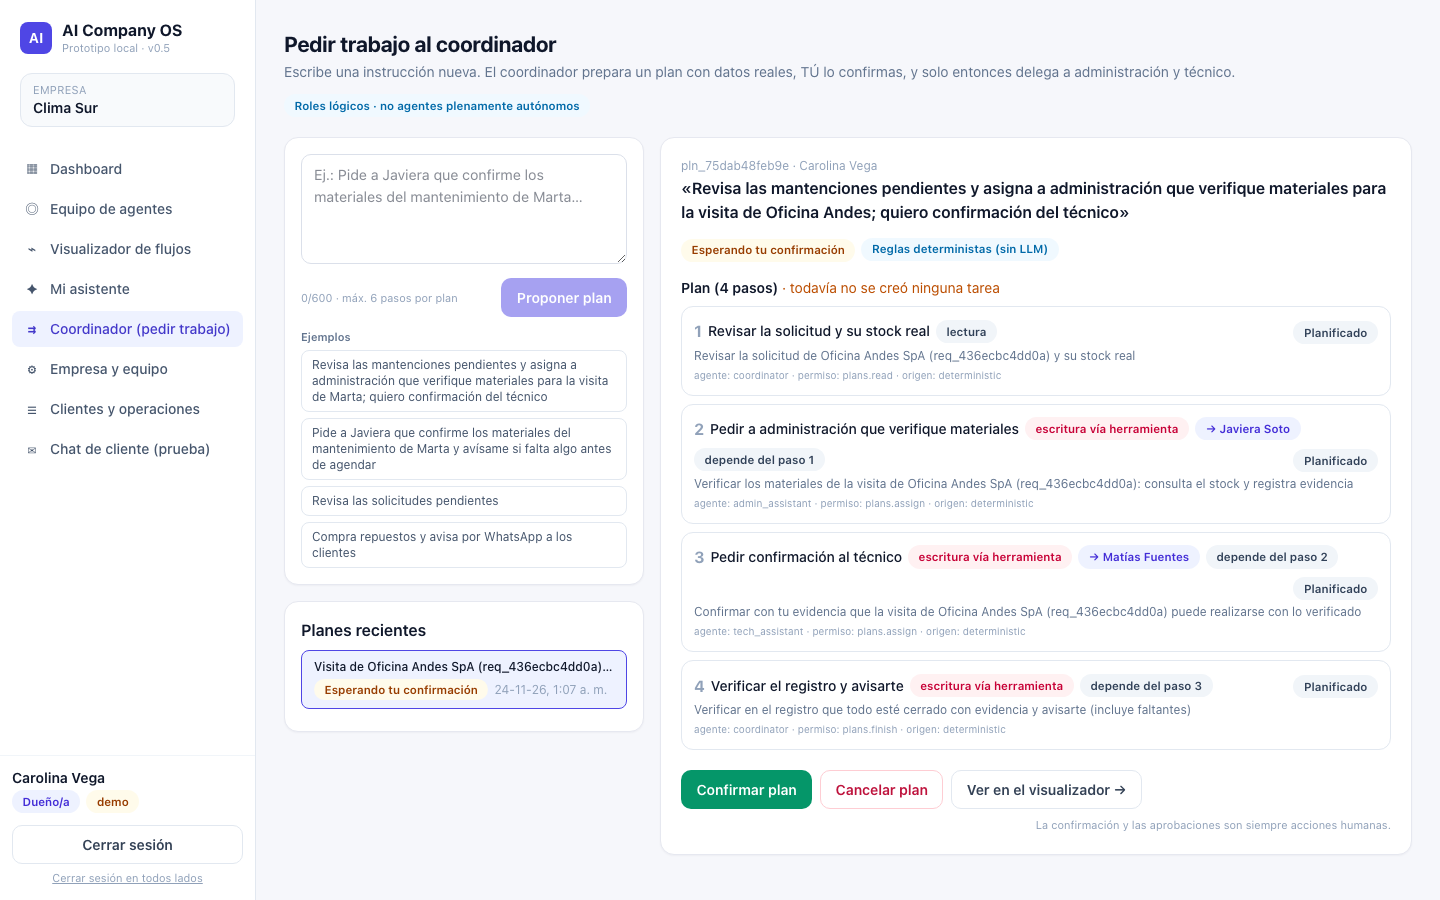 AI
AI Company OS
Prototipo local · v0.5
EMPRESA
Clima Sur
Dashboard
Equipo de agentes
Visualizador de flujos
Mi asistente
Coordinador (pedir trabajo)
Empresa y equipo
Clientes y operaciones
Chat de cliente (prueba)
Carolina Vega
Dueño/a
demo
Cerrar sesión
Cerrar sesión en todos lados
Pedir trabajo al coordinador
Escribe una instrucción nueva. El coordinador prepara un plan con datos reales, TÚ lo confirmas, y solo entonces delega a administración y técnico.
Roles lógicos · no agentes plenamente autónomos
Ej.: Pide a Javiera que confirme los
materiales del mantenimiento de Marta…
0/600 · máx. 6 pasos por plan
Proponer plan
Ejemplos
Revisa las mantenciones pendientes y asigna a
administración que verifique materiales para la visita
de Marta; quiero confirmación del técnico
Pide a Javiera que confirme los materiales del
mantenimiento de Marta y avísame si falta algo antes
de agendar
Revisa las solicitudes pendientes
Compra repuestos y avisa por WhatsApp a los
clientes
Planes recientes
Visita de Oficina Andes SpA (req_436ecbc4dd0a)…
Esperando tu confirmación
24-11-26, 1:07 a. m.
pln_75dab48feb9e · Carolina Vega
«Revisa las mantenciones pendientes y asigna a administración que verifique materiales para
la visita de Oficina Andes; quiero confirmación del técnico»
Esperando tu confirmación
Reglas deterministas (sin LLM)
Plan (4 pasos) · todavía no se creó ninguna tarea
1 Revisar la solicitud y su stock real lectura Planificado
Revisar la solicitud de Oficina Andes SpA (req_436ecbc4dd0a) y su stock real
agente: coordinator · permiso: plans.read · origen: deterministic
2 Pedir a administración que verifique materiales escritura vía herramienta → Javiera Soto
depende del paso 1 Planificado
Verificar los materiales de la visita de Oficina Andes SpA (req_436ecbc4dd0a): consulta el stock y registra evidencia
agente: admin_assistant · permiso: plans.assign · origen: deterministic
3 Pedir confirmación al técnico escritura vía herramienta → Matías Fuentes depende del paso 2
Planificado
Confirmar con tu evidencia que la visita de Oficina Andes SpA (req_436ecbc4dd0a) puede realizarse con lo verificado
agente: tech_assistant · permiso: plans.assign · origen: deterministic
4 Verificar el registro y avisarte escritura vía herramienta depende del paso 3 Planificado
Verificar en el registro que todo esté cerrado con evidencia y avisarte (incluye faltantes)
agente: coordinator · permiso: plans.finish · origen: deterministic
Confirmar plan
Cancelar plan
Ver en el visualizador →
La confirmación y las aprobaciones son siempre acciones humanas.